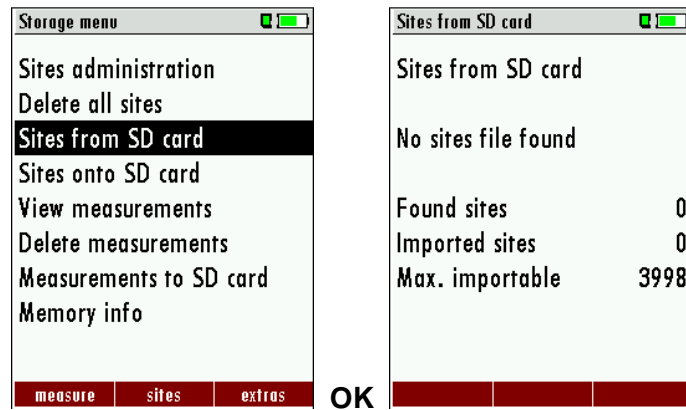 Storage menu
Sites administration
Delete all sites
Sites from SD card
Sites onto SD card
View measurements
Delete measurements
Measurements to SD card
Memory info
measure sites extras
OK
Sites from SD card
Sites from SD card
No sites file found
Found sites 0
Imported sites 0
Max. importable 3998